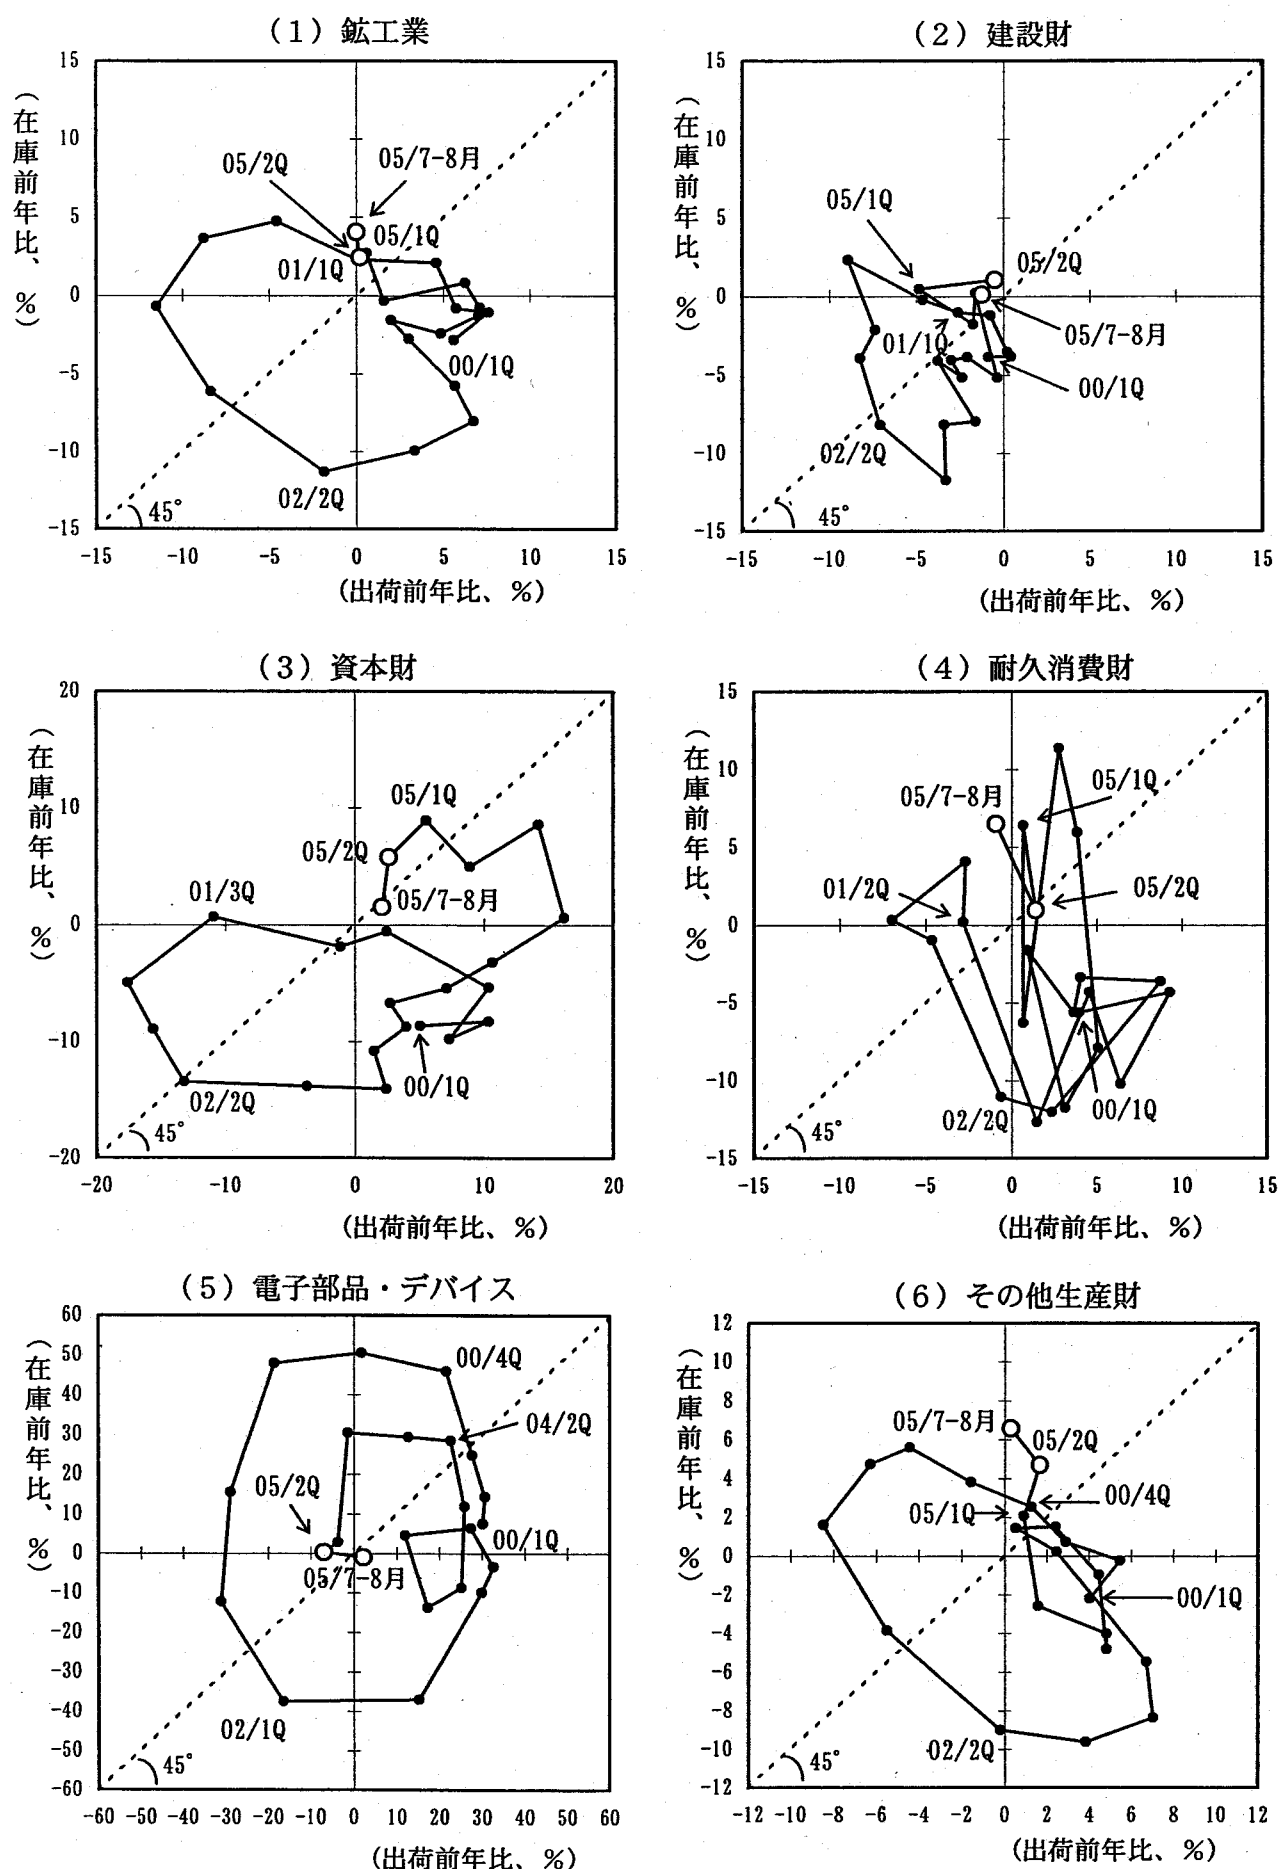 (1) 鉱工業
(在庫前年比、%)
15
10
5
0
-5
-10
-15
05/2Q
05/7-8月
05/1Q
01/1Q
00/1Q
02/2Q
45°
-15
-10
-5
0
5
10
15
(出荷前年比、%)
(2) 建設財
(在庫前年比、%)
15
10
5
0
-5
-10
-15
05/1Q
05/2Q
01/1Q
05/7-8月
00/1Q
02/2Q
45°
-15
-10
-5
0
5
10
15
(出荷前年比、%)
(3) 資本財
(在庫前年比、%)
20
10
0
-10
-20
05/1Q
05/2Q
01/3Q
05/7-8月
00/1Q
02/2Q
45°
-20
-10
0
10
20
(出荷前年比、%)
(4) 耐久消費財
(在庫前年比、%)
15
10
5
0
-5
-10
-15
05/7-8月
05/1Q
01/2Q
05/2Q
02/2Q
00/1Q
45°
-15
-10
-5
0
5
10
15
(出荷前年比、%)
(5) 電子部品・デバイス
(在庫前年比、%)
60
50
40
30
20
10
0
-10
-20
-30
-40
-50
-60
00/4Q
04/2Q
05/2Q
00/1Q
05/7-8月
02/1Q
45°
-60 -50 -40 -30 -20 -10 0 10 20 30 40 50 60
(出荷前年比、%)
(6) その他生産財
(在庫前年比、%)
12
10
8
6
4
2
0
-2
-4
-6
-8
-10
-12
05/7-8月
05/2Q
05/1Q
00/4Q
00/1Q
02/2Q
45°
-12 -10 -8 -6 -4 -2 0 2 4 6 8 10 12
(出荷前年比、%)